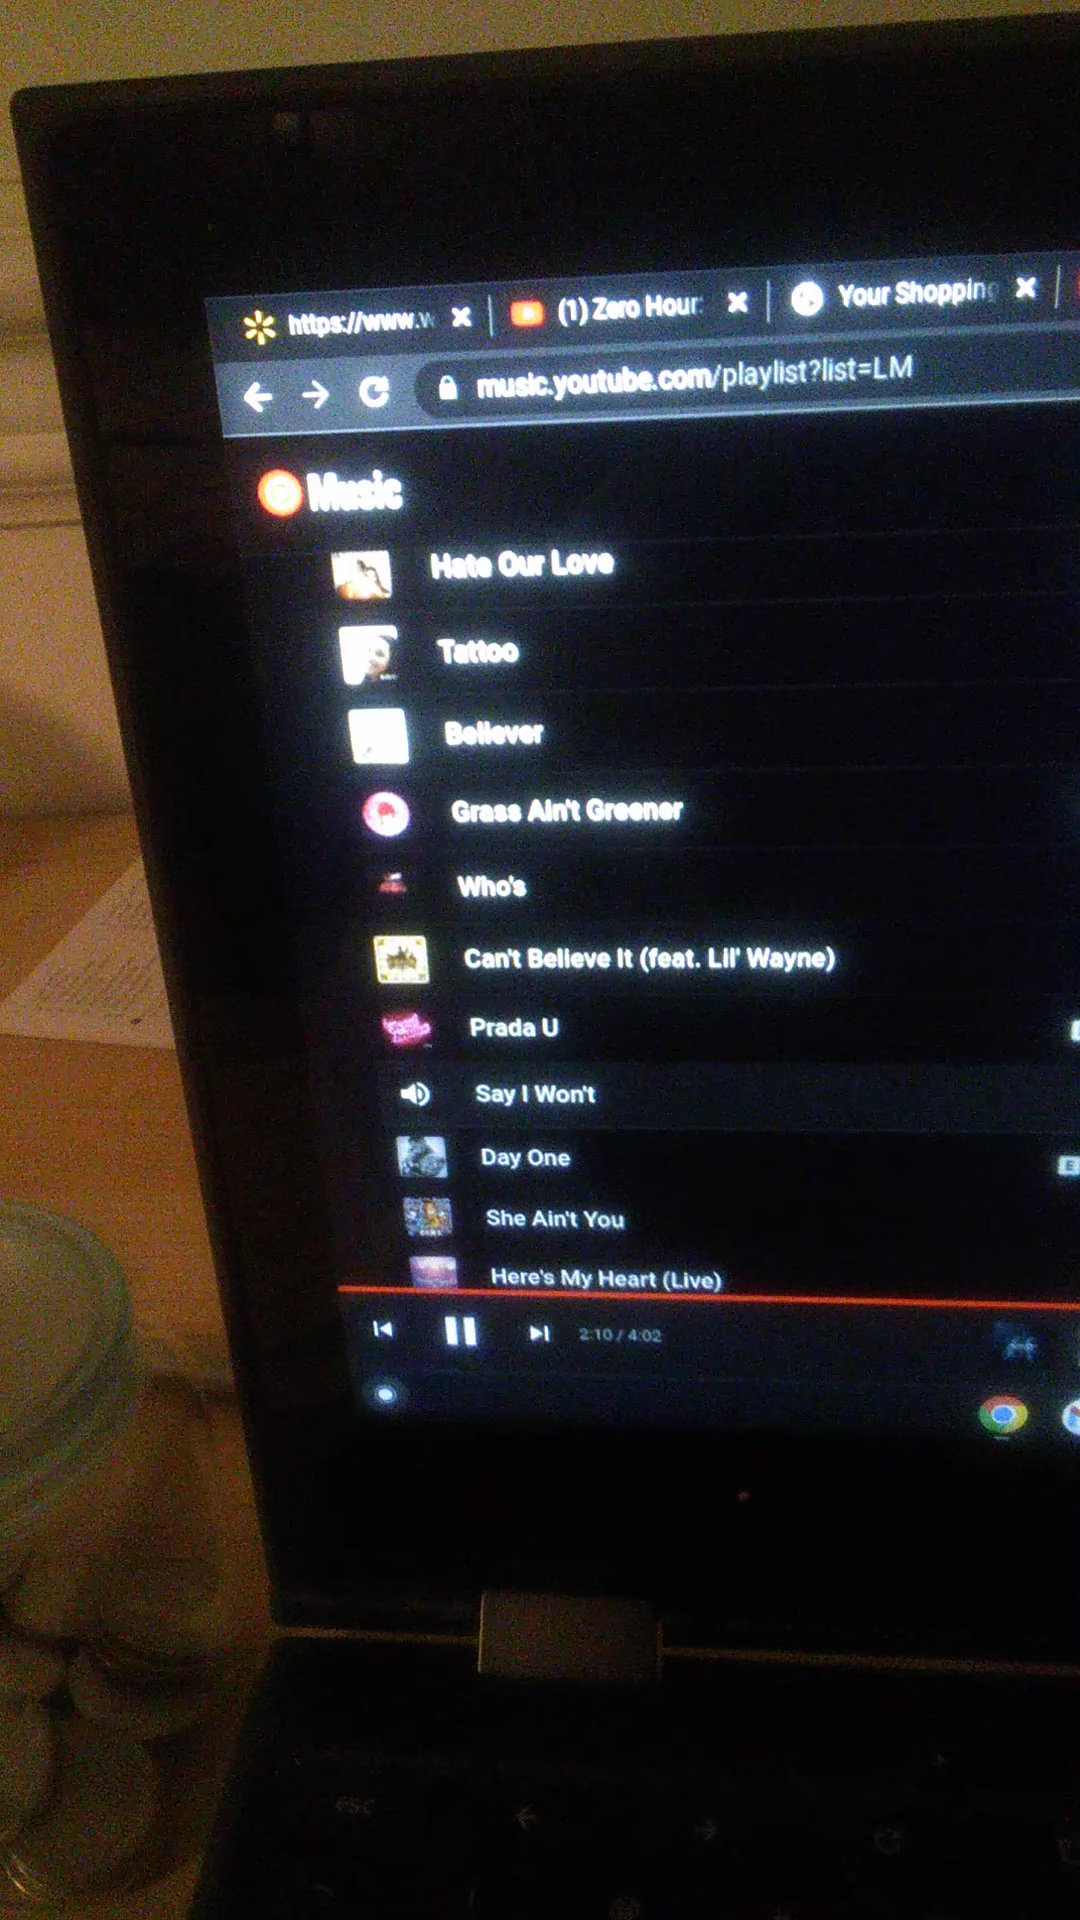 https://www.w
(1) Zero Hour:
Your Shopping
music.youtube.com/playlist?list=LM
Music
Hate Our Love
Tattoo
Believer
Grass Ain't Greener
Who's
Can't Believe It (feat. Lil' Wayne)
Prada U
Say I Won't
Day One
E
She Ain't You
Here's My Heart (Live)
2:10 / 4:02
esc